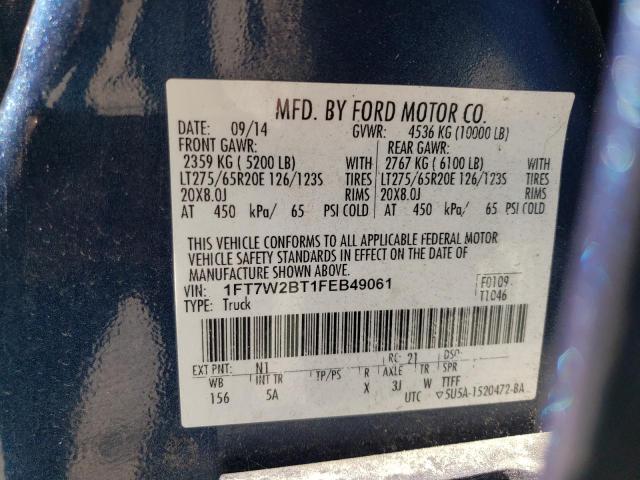 MFD. BY FORD MOTOR CO.
DATE: 09/14 GVWR: 4536 KG (10000 LB)
FRONT GAWR: REAR GAWR:
2359 KG ( 5200 LB) WITH 2767 KG ( 6100 LB) WITH
LT275/65R20E 126/123S TIRES LT275/65R20E 126/123S TIRES
20X8.0J RIMS 20X8.0J RIMS
AT 450 kPa/ 65 PSI COLD AT 450 kPa/ 65 PSI COLD
THIS VEHICLE CONFORMS TO ALL APPLICABLE FEDERAL MOTOR
VEHICLE SAFETY STANDARDS IN EFFECT ON THE DATE OF
MANUFACTURE SHOWN ABOVE.
VIN: 1FT7W2BT1FEB49061 F0109
TYPE: Truck T1046
EXT PNT: N1 RC: 21 DSO:
WB INT TR TP/PS R AXLE TR SPR
156 5A X 3J W TTFF
UTC ▽5U5A-1520472-BA